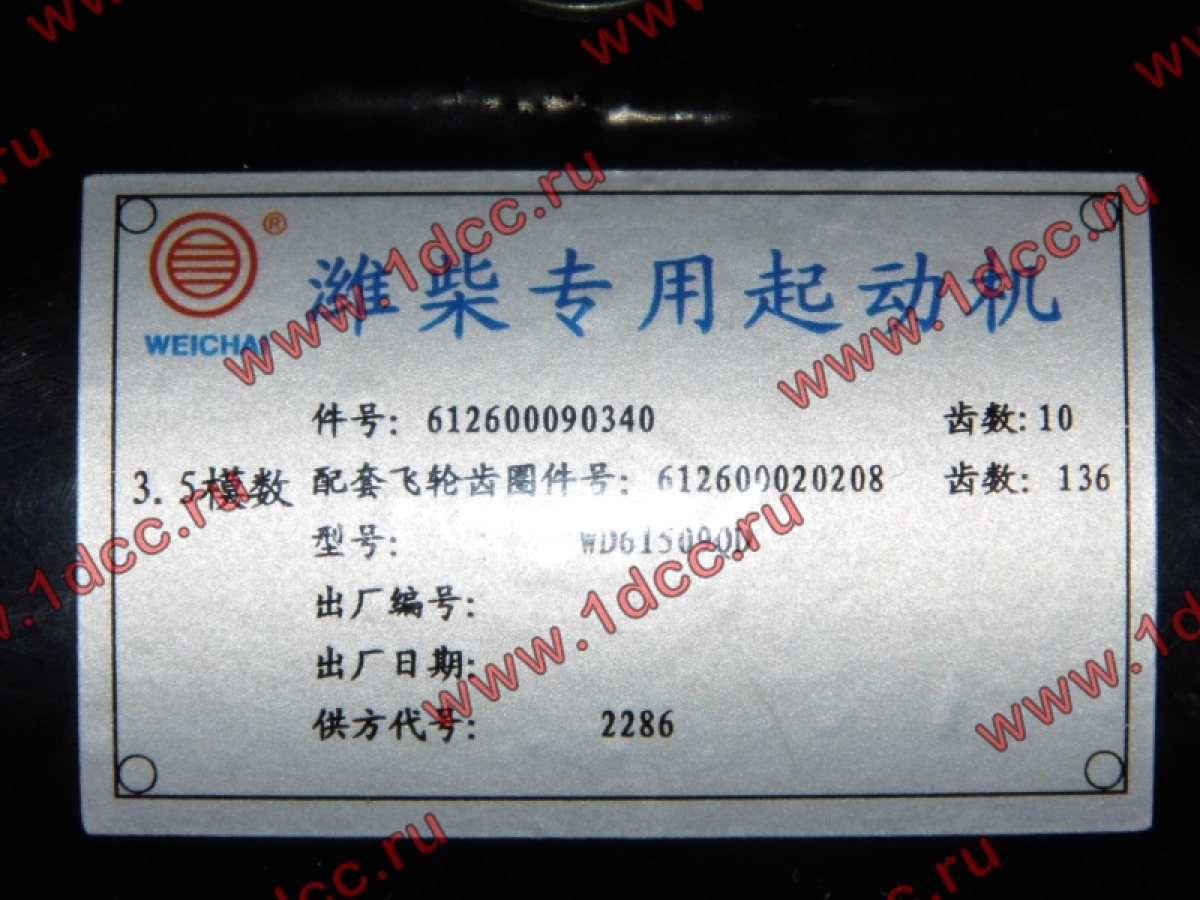 www.1dcc.ru
WEICHAI ®
潍柴专用起动机
件号: 612600090340 齿数: 10
3.5模数 配套飞轮齿圈件号: 612600020208 齿数: 136
型号:
出厂编号:
出厂日期:
供方代号: 2286